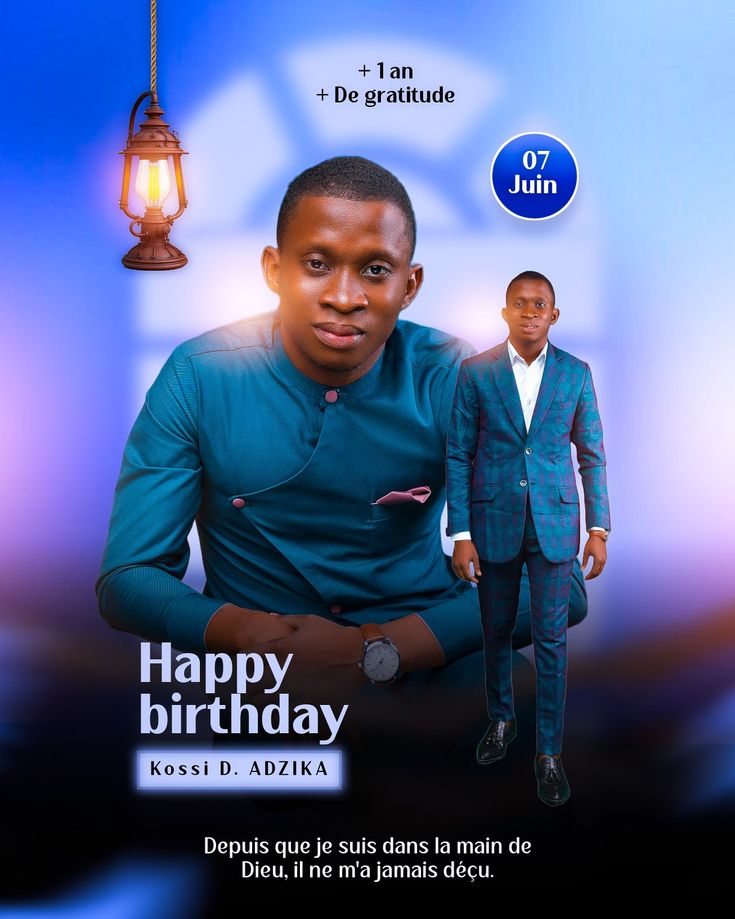 + 1 an
+ De gratitude
07
Juin
Happy
birthday
Kossi D. ADZIKA
Depuis que je suis dans la main de
Dieu, il ne m'a jamais déçu.